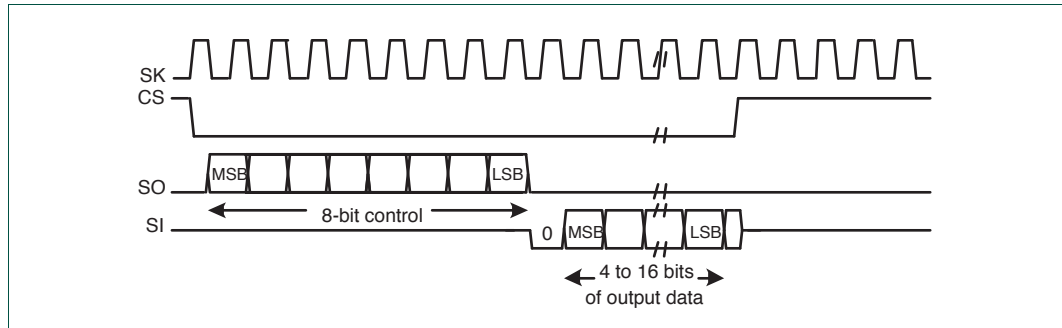 SK
CS
SO
MSB
LSB
8-bit control
SI
0
MSB
LSB
4 to 16 bits
of output data